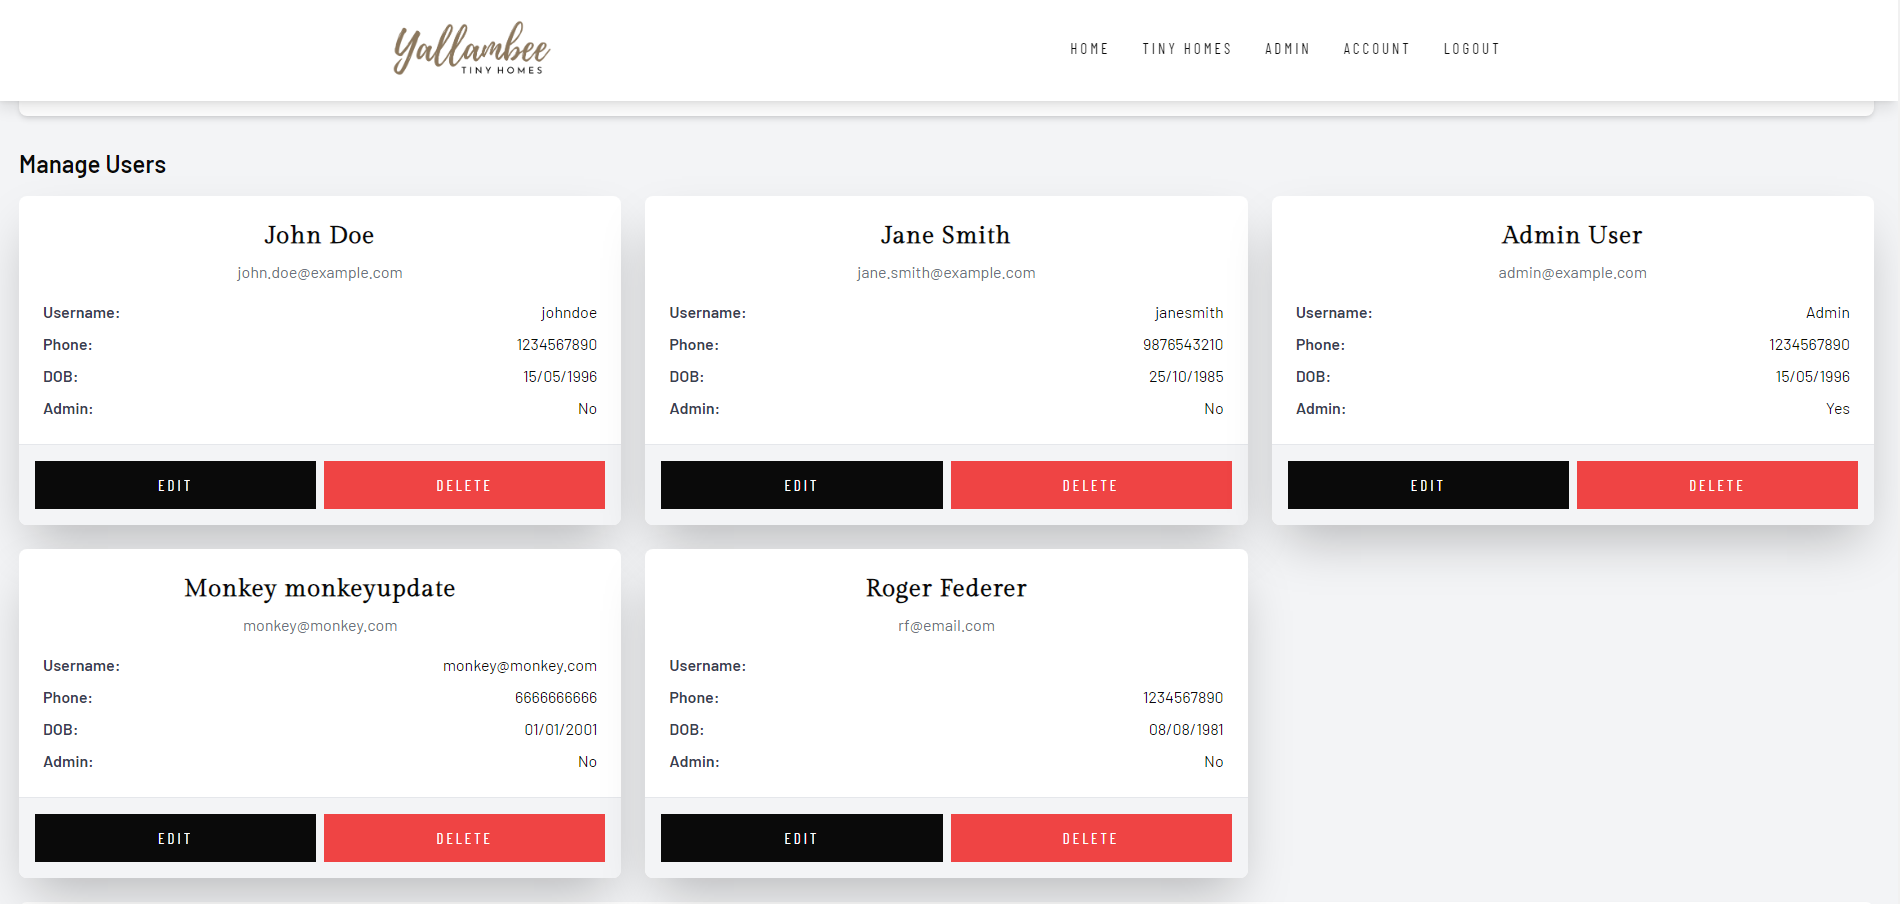 Yallambee
TINY HOMES
HOME TINY HOMES ADMIN ACCOUNT LOGOUT
Manage Users
John Doe
john.doe@example.com
Username: johndoe
Phone: 1234567890
DOB: 15/05/1996
Admin: No
EDIT DELETE
Jane Smith
jane.smith@example.com
Username: janesmith
Phone: 9876543210
DOB: 25/10/1985
Admin: No
EDIT DELETE
Admin User
admin@example.com
Username: Admin
Phone: 1234567890
DOB: 15/05/1996
Admin: Yes
EDIT DELETE
Monkey monkeyupdate
monkey@monkey.com
Username: monkey@monkey.com
Phone: 6666666666
DOB: 01/01/2001
Admin: No
EDIT DELETE
Roger Federer
rf@email.com
Username:
Phone: 1234567890
DOB: 08/08/1981
Admin: No
EDIT DELETE